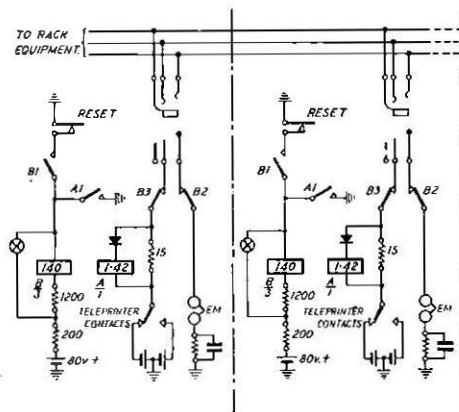 TO RACK
EQUIPMENT.
RESET
B1
A1
B3
B2
15
140
1·42
B/3
1200
A/1
TELEPRINTER
CONTACTS
EM
200
80v.+
RESET
B1
A1
B3
B2
15
140
1·42
B/3
1200
A/1
TELEPRINTER
CONTACTS
EM
200
80v.+